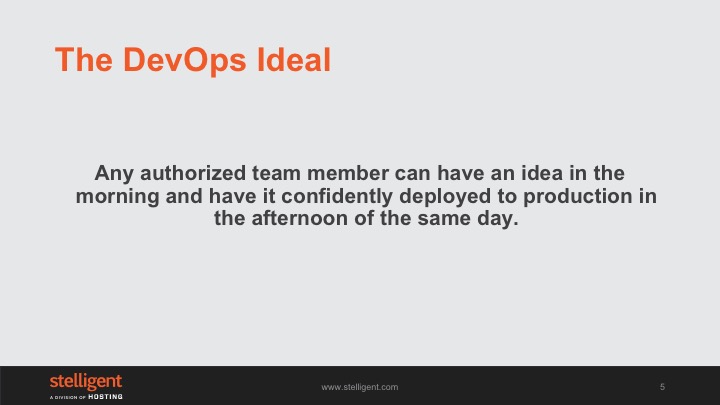 The DevOps Ideal
Any authorized team member can have an idea in the
morning and have it confidently deployed to production in
the afternoon of the same day.
stelligent
A DIVISION OF HOSTING
www.stelligent.com
5